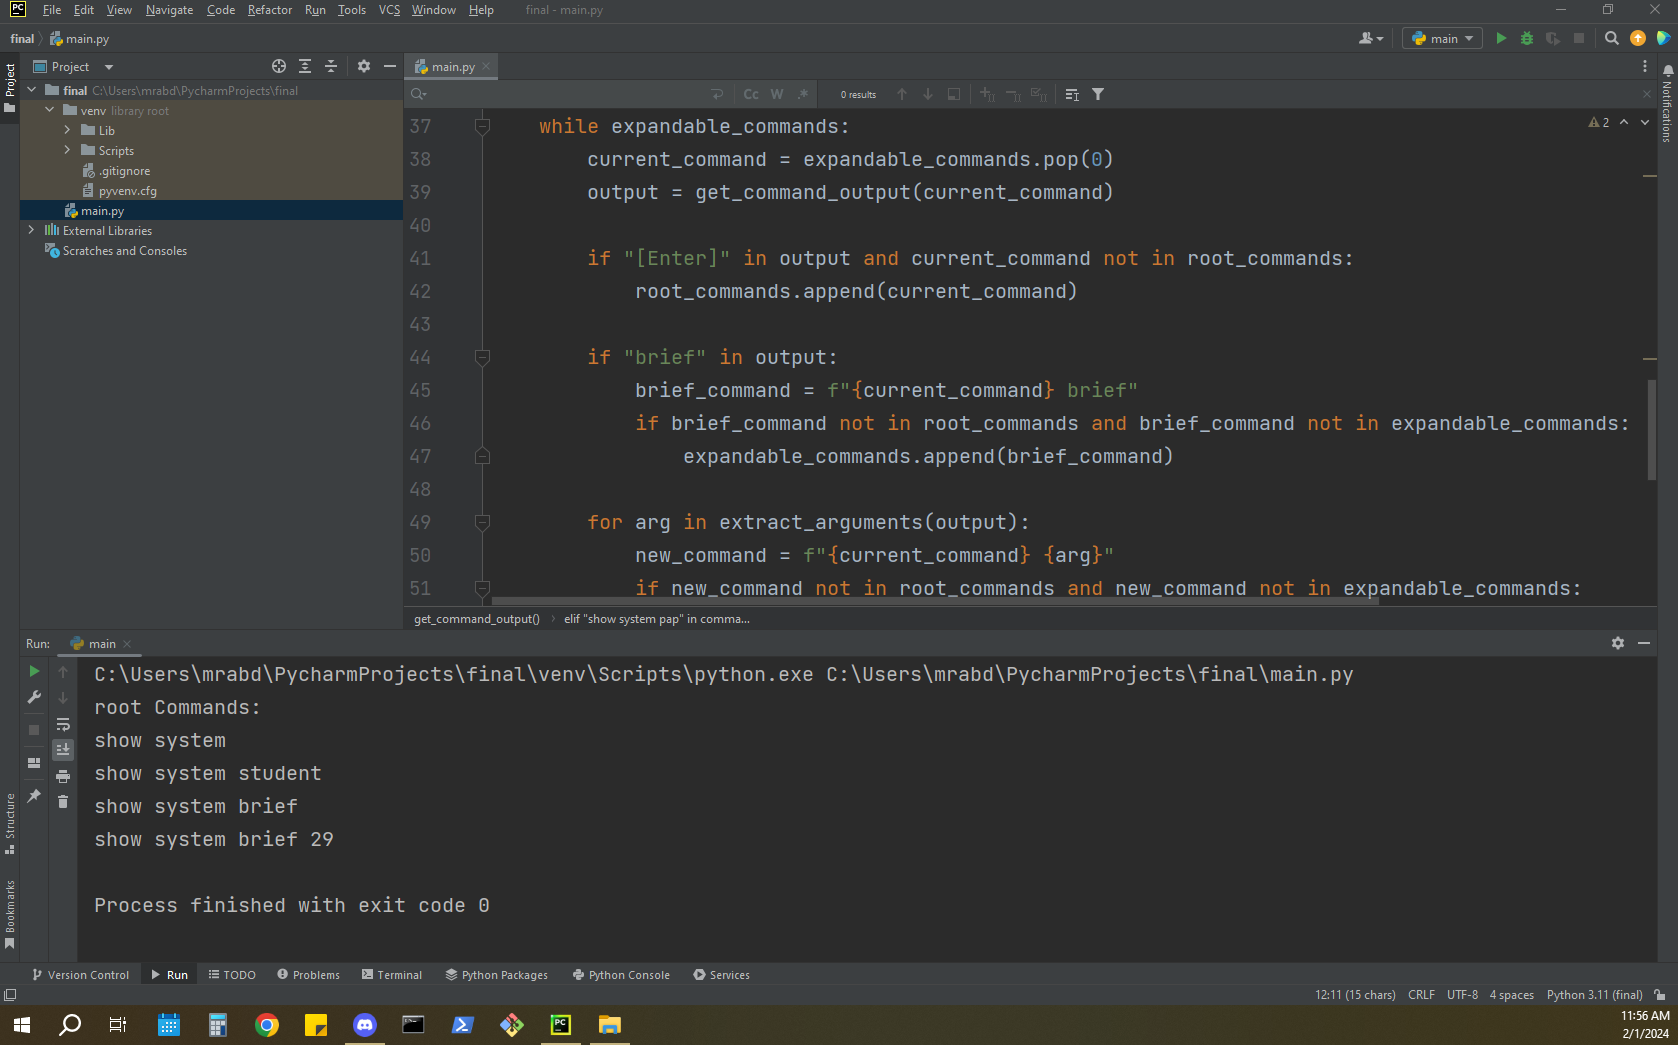 PC
File Edit View Navigate Code Refactor Run Tools VCS Window Help final - main.py
final main.py
main
Project
main.py
final C:\Users\mrabd\PycharmProjects\final
venv library root
Lib
Scripts
.gitignore
pyvenv.cfg
main.py
External Libraries
Scratches and Consoles
Project
Structure
Bookmarks
Notifications
Cc W .* 0 results
2
37 while expandable_commands:
38 current_command = expandable_commands.pop(0)
39 output = get_command_output(current_command)
40
41 if "[Enter]" in output and current_command not in root_commands:
42 root_commands.append(current_command)
43
44 if "brief" in output:
45 brief_command = f"{current_command} brief"
46 if brief_command not in root_commands and brief_command not in expandable_commands:
47 expandable_commands.append(brief_command)
48
49 for arg in extract_arguments(output):
50 new_command = f"{current_command} {arg}"
51 if new_command not in root_commands and new_command not in expandable_commands:
get_command_output() elif "show system pap" in comma...
Run: main
C:\Users\mrabd\PycharmProjects\final\venv\Scripts\python.exe C:\Users\mrabd\PycharmProjects\final\main.py
root Commands:
show system
show system student
show system brief
show system brief 29
Process finished with exit code 0
Version Control Run TODO Problems Terminal Python Packages Python Console Services
12:11 (15 chars) CRLF UTF-8 4 spaces Python 3.11 (final)
PC
11:56 AM
2/1/2024